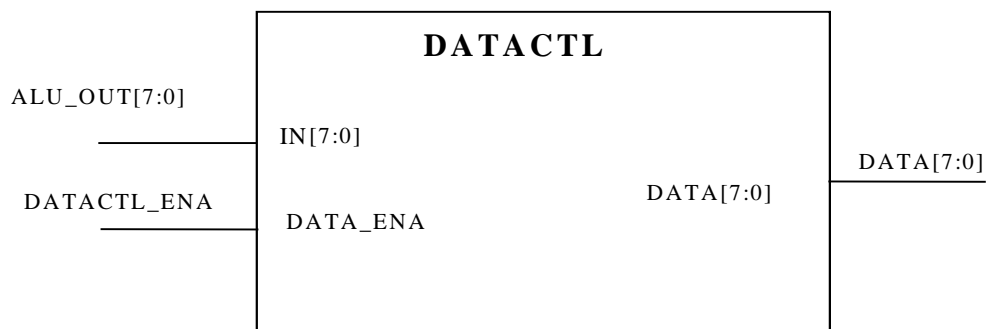 DATACTL
ALU_OUT[7:0]
IN[7:0]
DATA[7:0]
DATACTL_ENA
DATA[7:0]
DATA_ENA